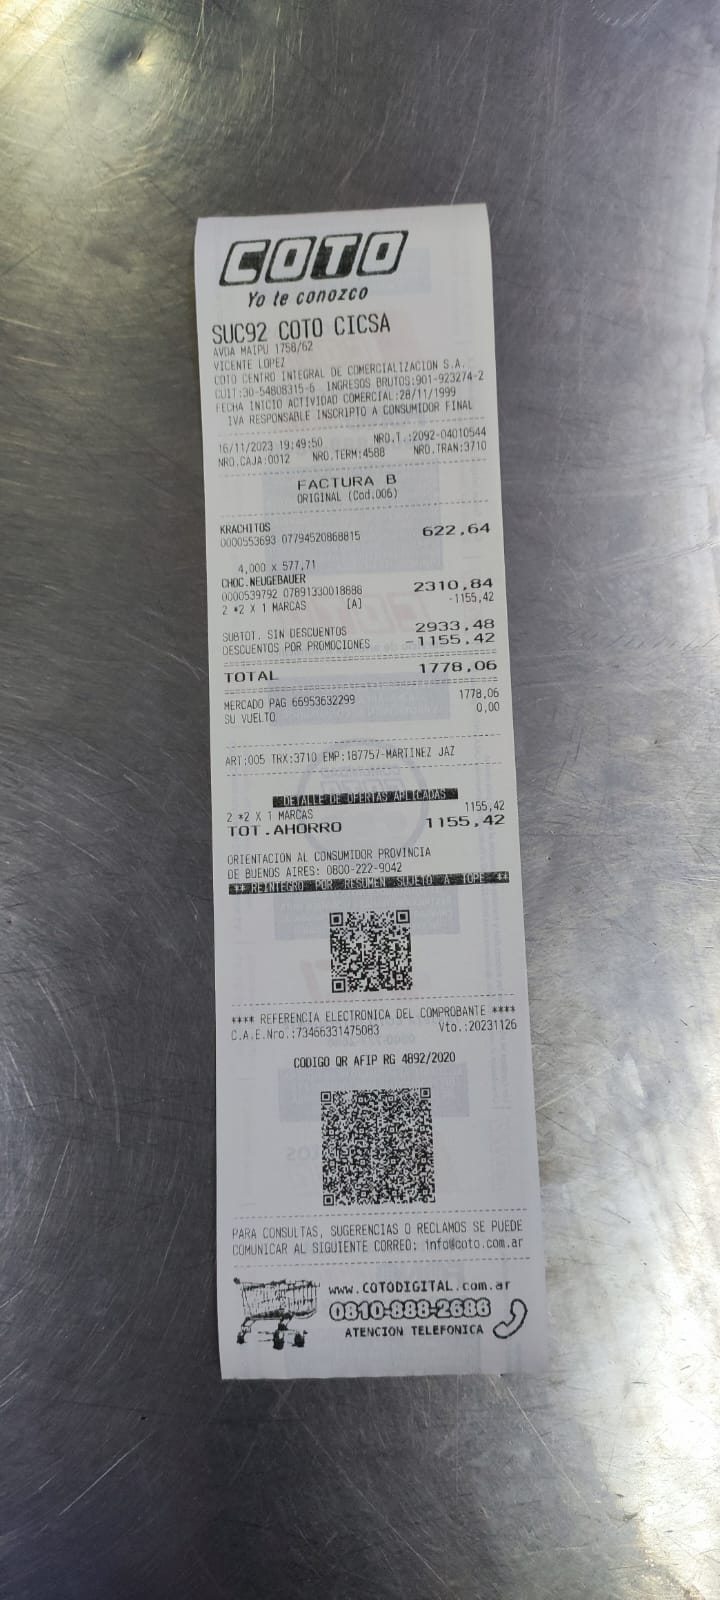 COTO
Yo te conozco
SUC92 COTO CICSA
AVDA MAIPU 1758/62
VICENTE LOPEZ
COTO CENTRO INTEGRAL DE COMERCIALIZACION S.A.
CUIT:30-54808315-6 INGRESOS BRUTOS:901-923274-2
FECHA INICIO ACTIVIDAD COMERCIAL:28/11/1999
IVA RESPONSABLE INSCRIPTO A CONSUMIDOR FINAL
16/11/2023 19:49:50 NRO.T.:2092-04010544
NRO.CAJA:0012 NRO.TERM:4588 NRO.TRAN:3710
FACTURA B
ORIGINAL (Cod.006)
KRACHITOS
0000553693 07794520868815 622,64
4,000 x 577,71
CHOC.NEUGEBAUER
0000539792 07891330018688 2310,84
2 *2 X 1 MARCAS [A] -1155,42
SUBTOT. SIN DESCUENTOS 2933,48
DESCUENTOS POR PROMOCIONES -1155,42
TOTAL 1778,06
MERCADO PAG 66953632299 1778,06
SU VUELTO 0,00
ART:005 TRX:3710 EMP:187757-MARTINEZ JAZ
DETALLE DE OFERTAS APLICADAS
2 *2 X 1 MARCAS 1155,42
TOT.AHORRO 1155,42
ORIENTACION AL CONSUMIDOR PROVINCIA
DE BUENOS AIRES: 0800-222-9042
** REINTEGRO POR RESUMEN SUJETO A TOPE **
**** REFERENCIA ELECTRONICA DEL COMPROBANTE ****
C.A.E.Nro.:73466331475083 Vto.:20231126
CODIGO QR AFIP RG 4892/2020
PARA CONSULTAS, SUGERENCIAS O RECLAMOS SE PUEDE
COMUNICAR AL SIGUIENTE CORREO: info@coto.com.ar
www.COTODIGITAL.com.ar
0810-888-2686
ATENCION TELEFONICA